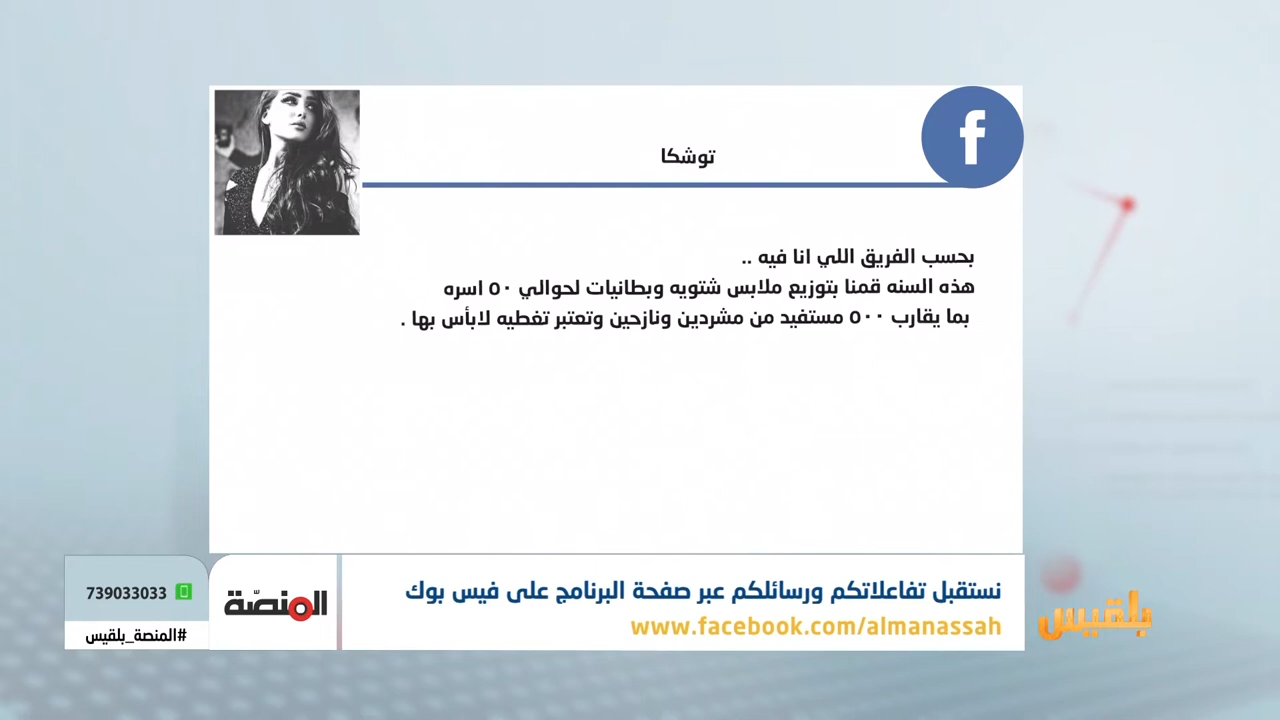 f
توشكا
بحسب الفريق اللي انا فيه ..
هذه السنه قمنا بتوزيع ملابس شتويه وبطانيات لحوالي ٥٠ اسره
بما يقارب ٥٠٠ مستفيد من مشردين ونازحين وتعتبر تغطيه لابأس بها .
نستقبل تفاعلاتكم ورسائلكم عبر صفحة البرنامج على فيس بوك
www.facebook.com/almanassah
المنصّة
739033033
#المنصة_بلقيس
بلقيس